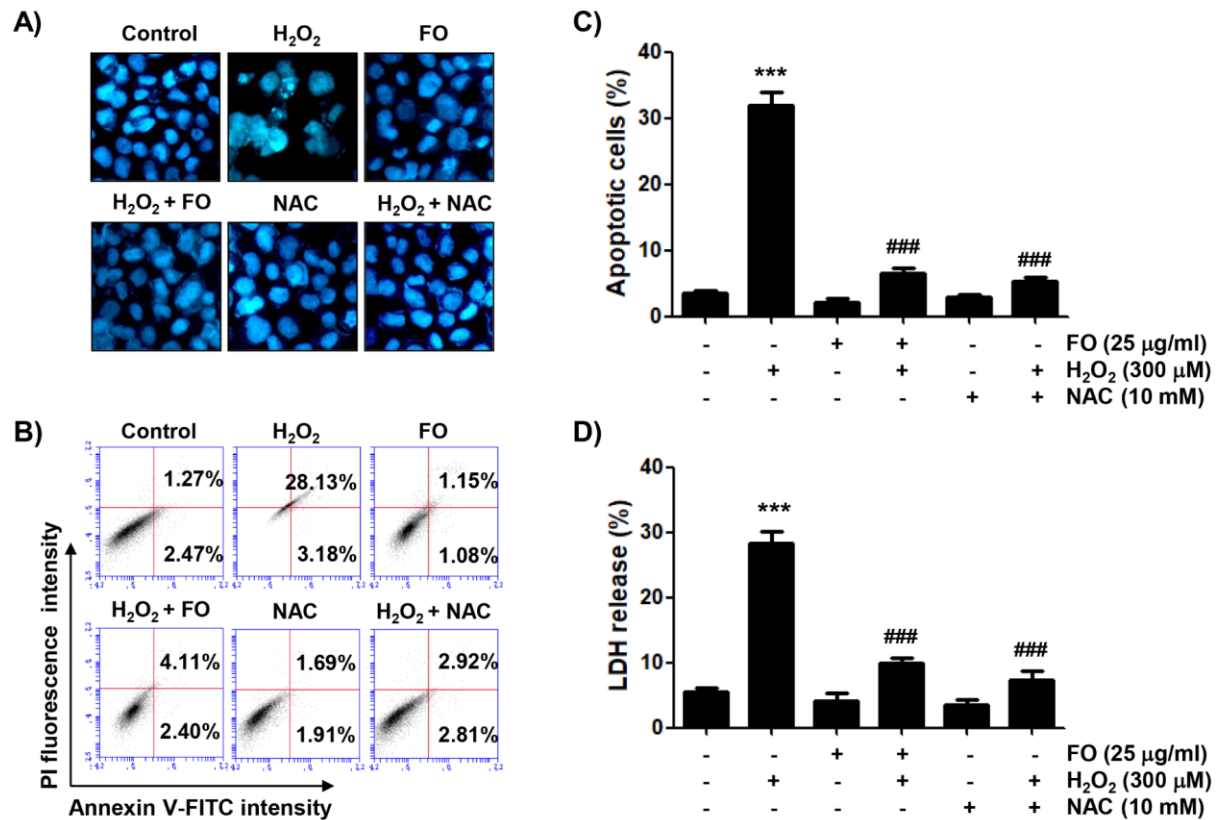 A)
Control H₂O₂ FO
H₂O₂ + FO NAC H₂O₂ + NAC
B)
Control H₂O₂ FO
1.27% 28.13% 1.15%
2.47% 3.18% 1.08%
H₂O₂ + FO NAC H₂O₂ + NAC
4.11% 1.69% 2.92%
2.40% 1.91% 2.81%
PI fluorescence intensity
Annexin V-FITC intensity
C)
Apoptotic cells (%)
40
30
20
10
0
***
###
###
- - + + - - FO (25 μg/ml)
- + - + - + H₂O₂ (300 μM)
- - - - + + NAC (10 mM)
D)
LDH release (%)
40
30
20
10
0
***
###
###
- - + + - - FO (25 μg/ml)
- + - + - + H₂O₂ (300 μM)
- - - - + + NAC (10 mM)